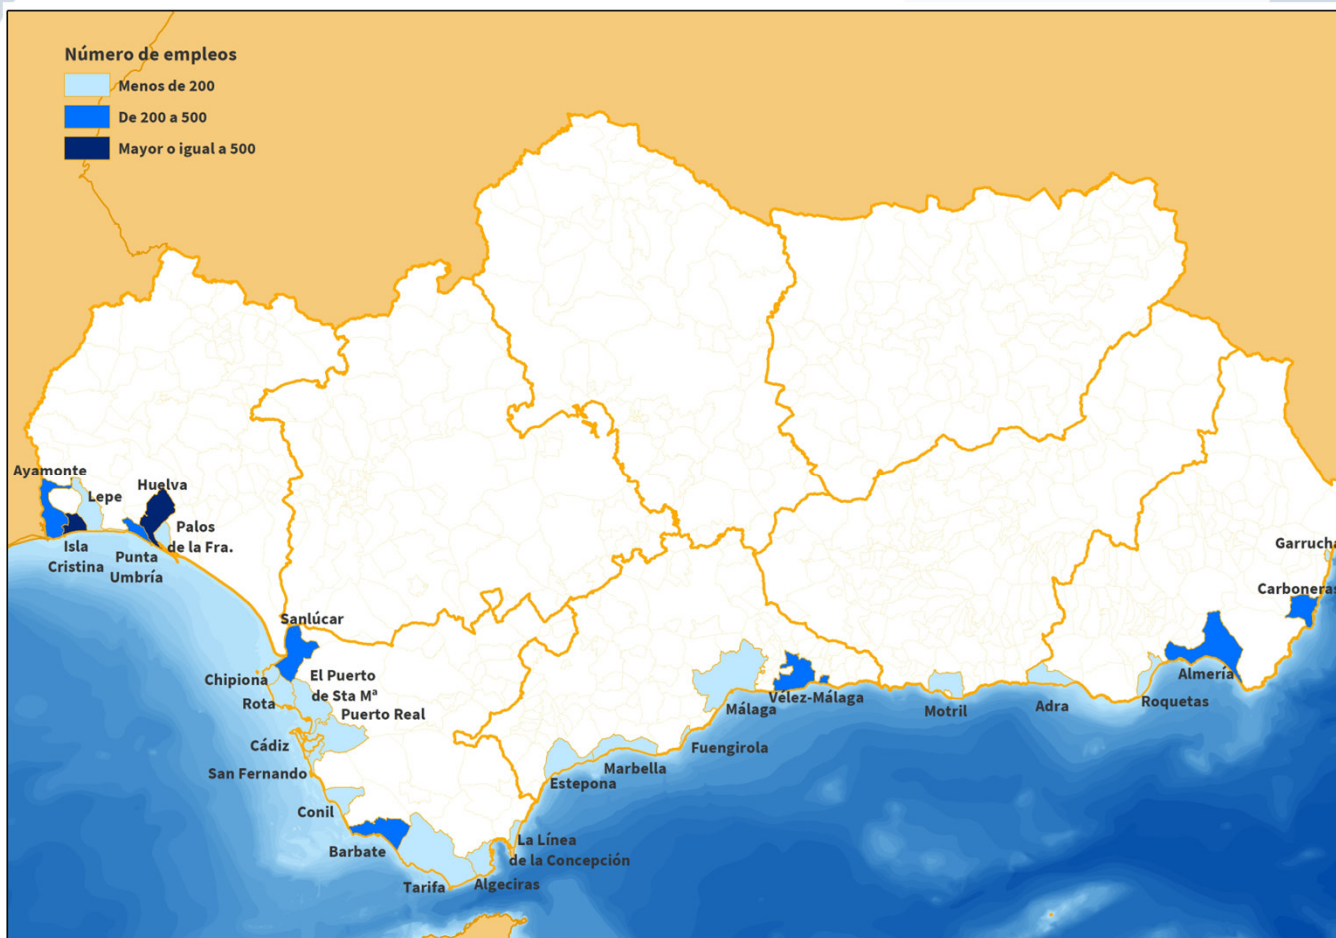 Número de empleos
Menos de 200
De 200 a 500
Mayor o igual a 500
Ayamonte
Lepe
Huelva
Palos
de la Fra.
Isla
Cristina
Punta
Umbría
Sanlúcar
Chipiona
El Puerto
de Sta Mª
Rota
Puerto Real
Cádiz
San Fernando
Conil
Barbate
Tarifa
Algeciras
La Línea
de la Concepción
Estepona
Marbella
Fuengirola
Málaga
Vélez-Málaga
Motril
Adra
Roquetas
Almería
Carboneras
Garrucha